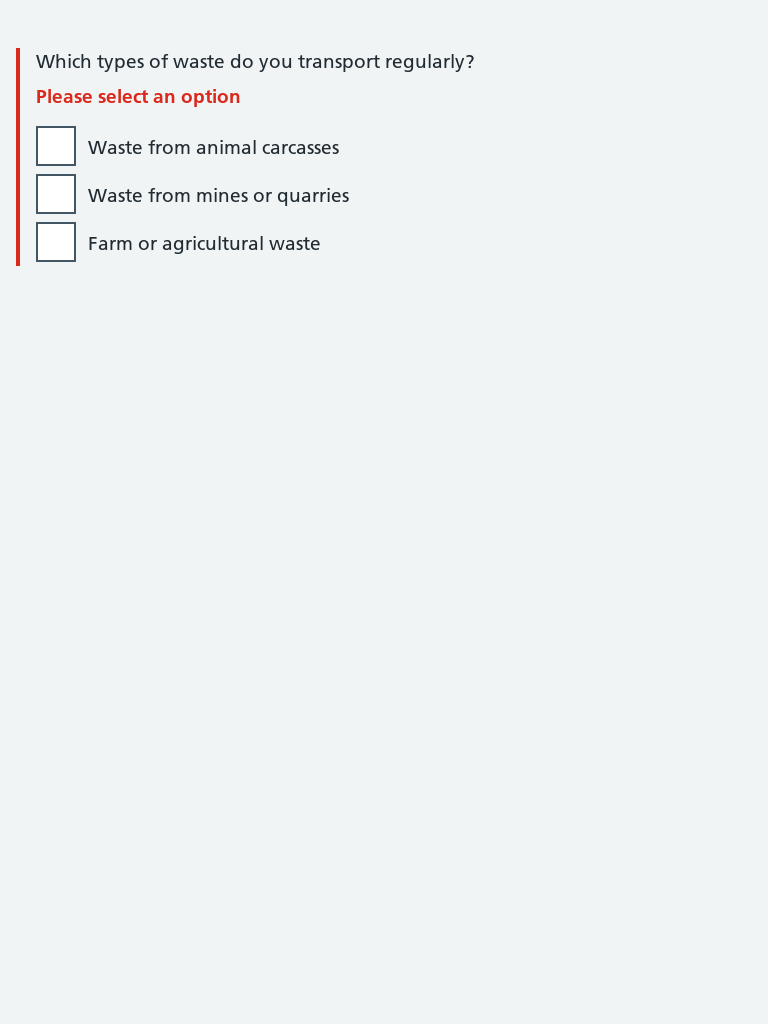 Which types of waste do you transport regularly?
Please select an option
Waste from animal carcasses
Waste from mines or quarries
Farm or agricultural waste